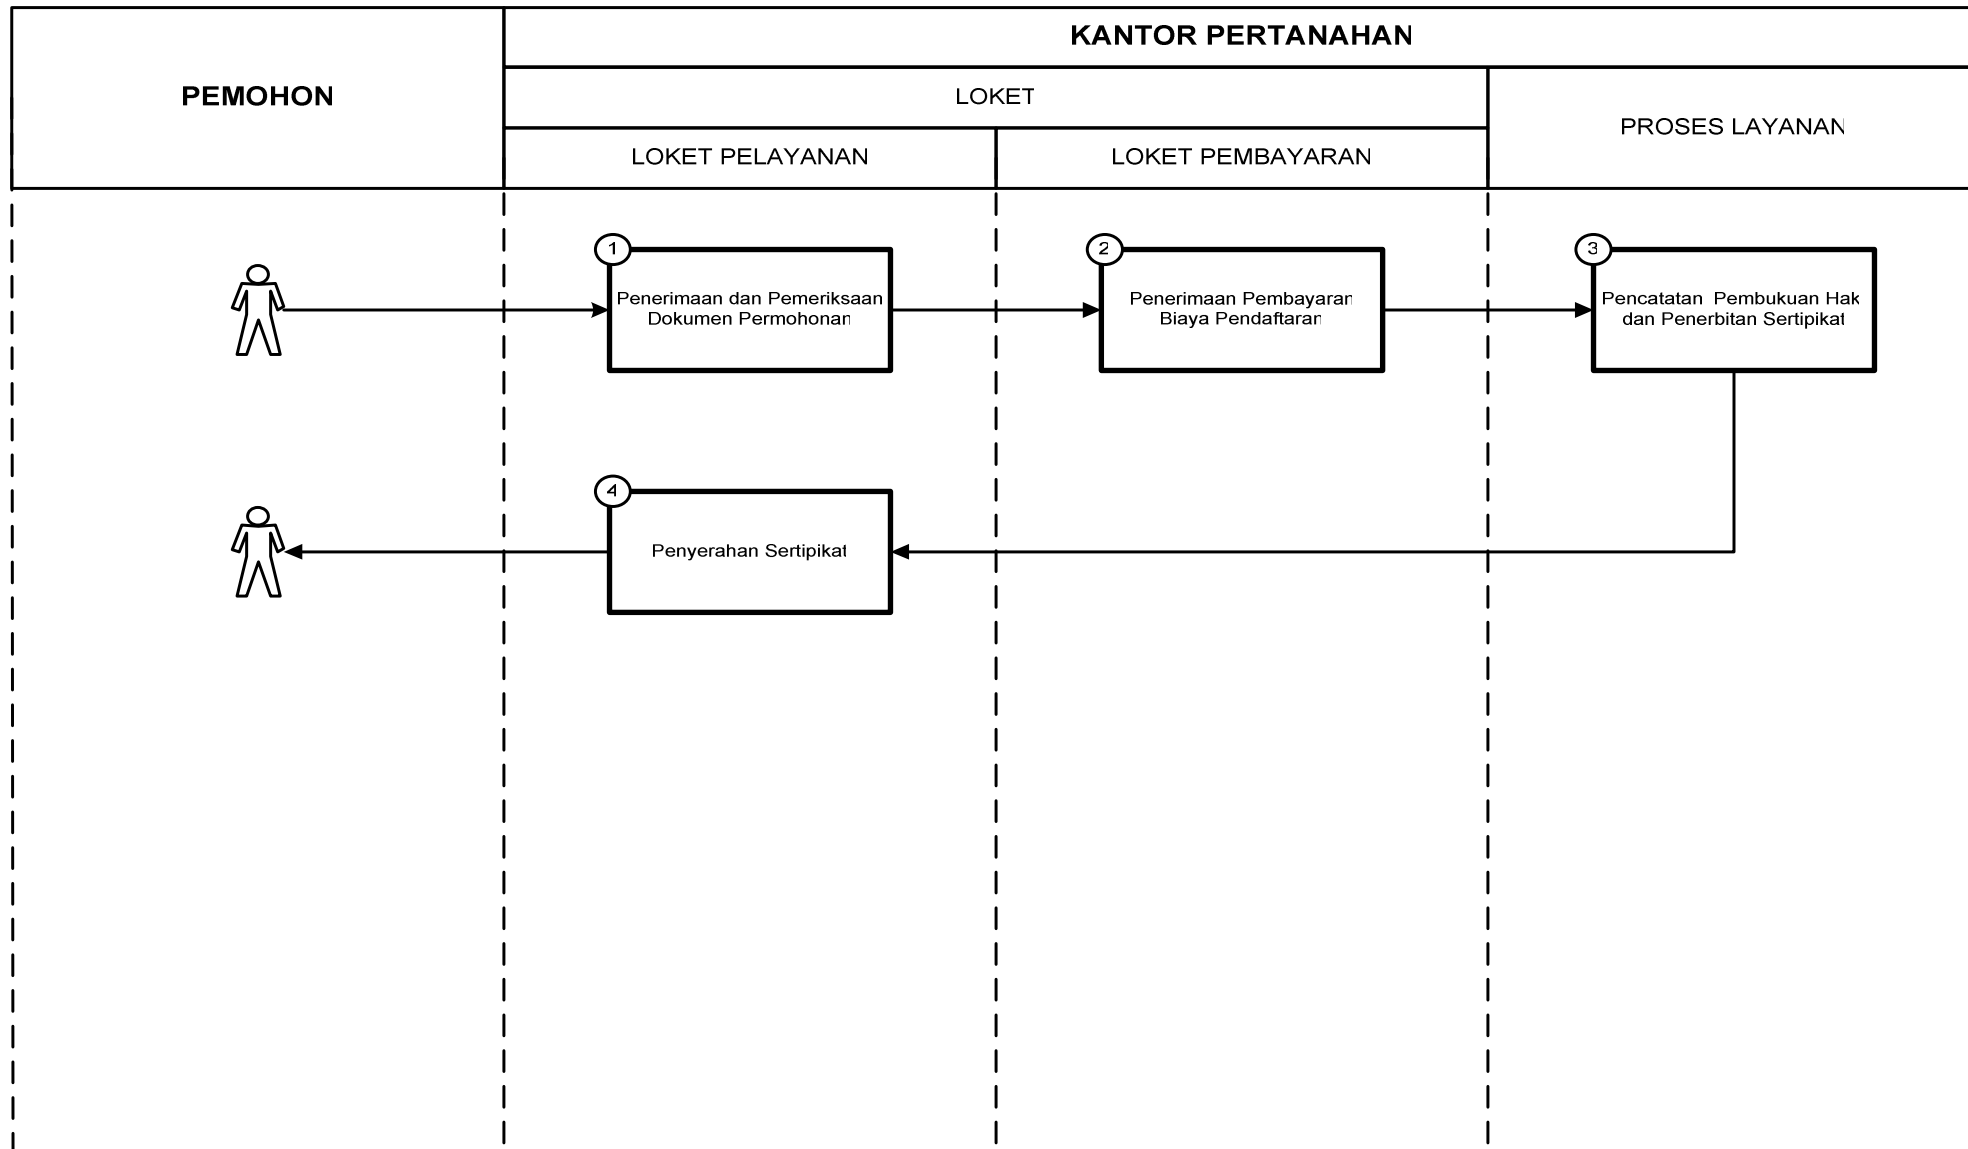 KANTOR PERTANAHAN
PEMOHON
LOKET
PROSES LAYANAN
LOKET PELAYANAN
LOKET PEMBAYARAN
1
Penerimaan dan Pemeriksaan
Dokumen Permohonan
2
Penerimaan Pembayaran
Biaya Pendaftaran
3
Pencatatan Pembukuan Hak
dan Penerbitan Sertipikat
4
Penyerahan Sertipikat